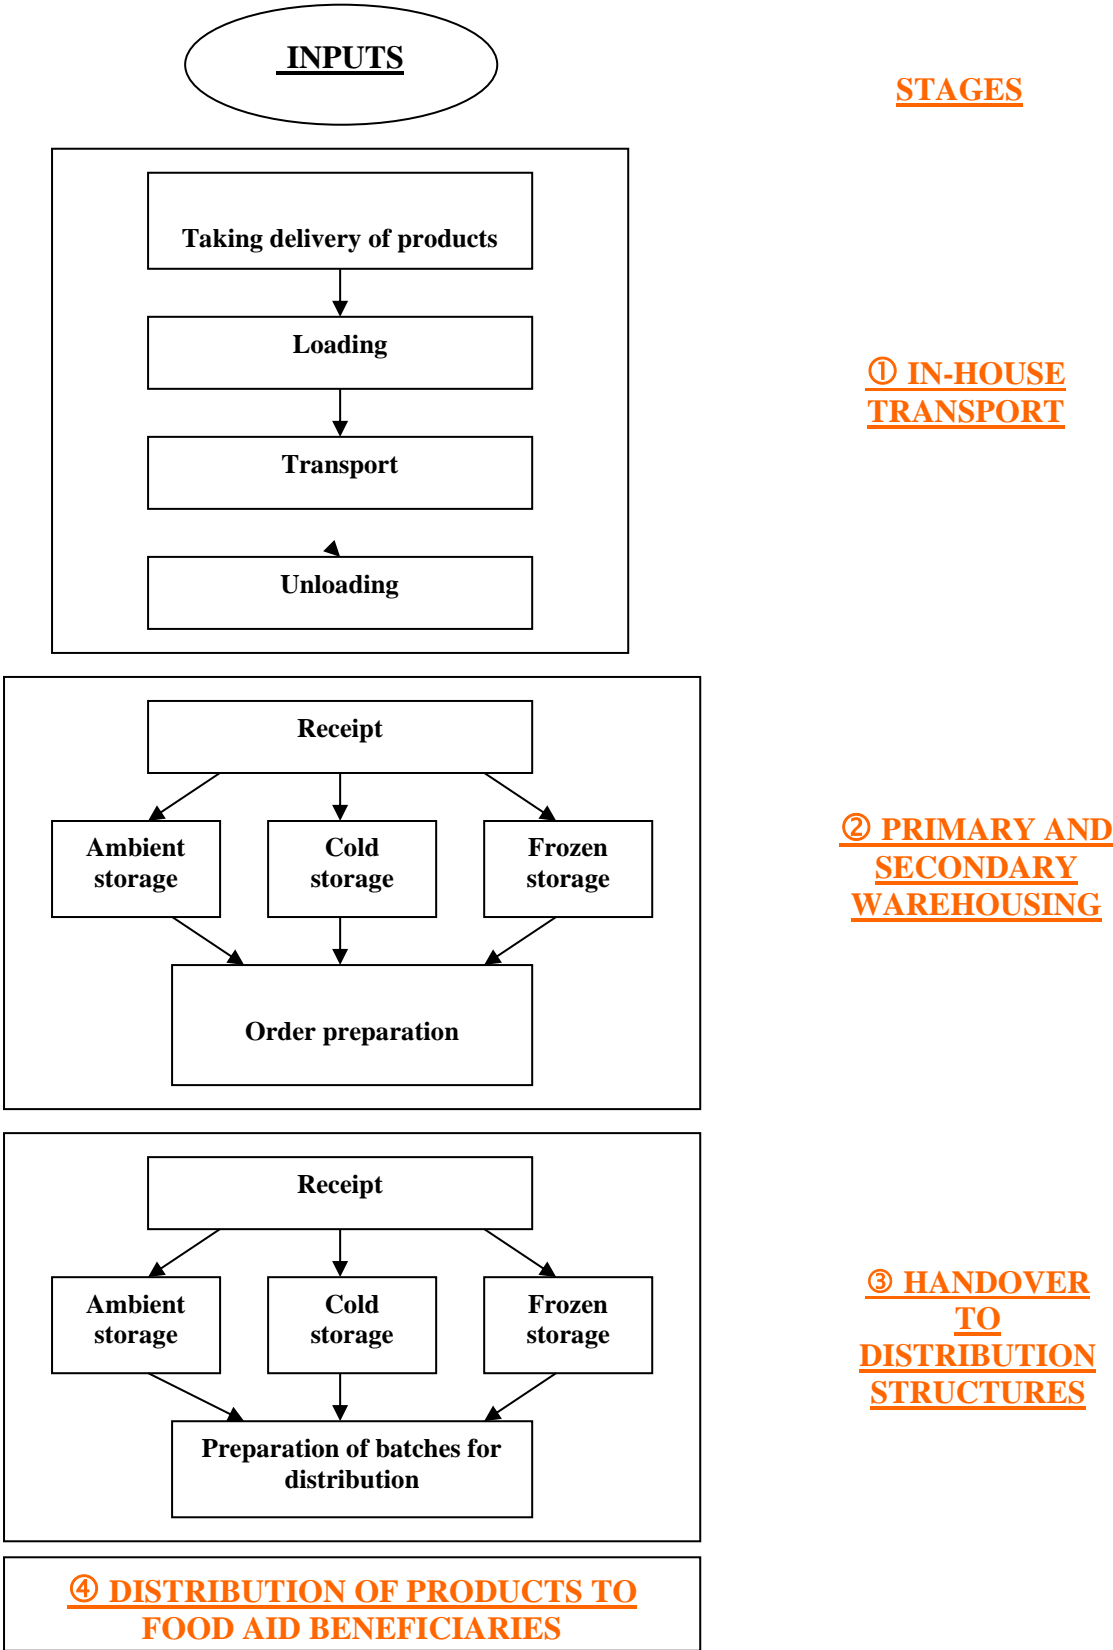 INPUTS
STAGES
Taking delivery of products
Loading
① IN-HOUSE
TRANSPORT
Transport
Unloading
Receipt
Ambient
storage
Cold
storage
Frozen
storage
② PRIMARY AND
SECONDARY
WAREHOUSING
Order preparation
Receipt
Ambient
storage
Cold
storage
Frozen
storage
③ HANDOVER
TO
DISTRIBUTION
STRUCTURES
Preparation of batches for
distribution
④ DISTRIBUTION OF PRODUCTS TO
FOOD AID BENEFICIARIES